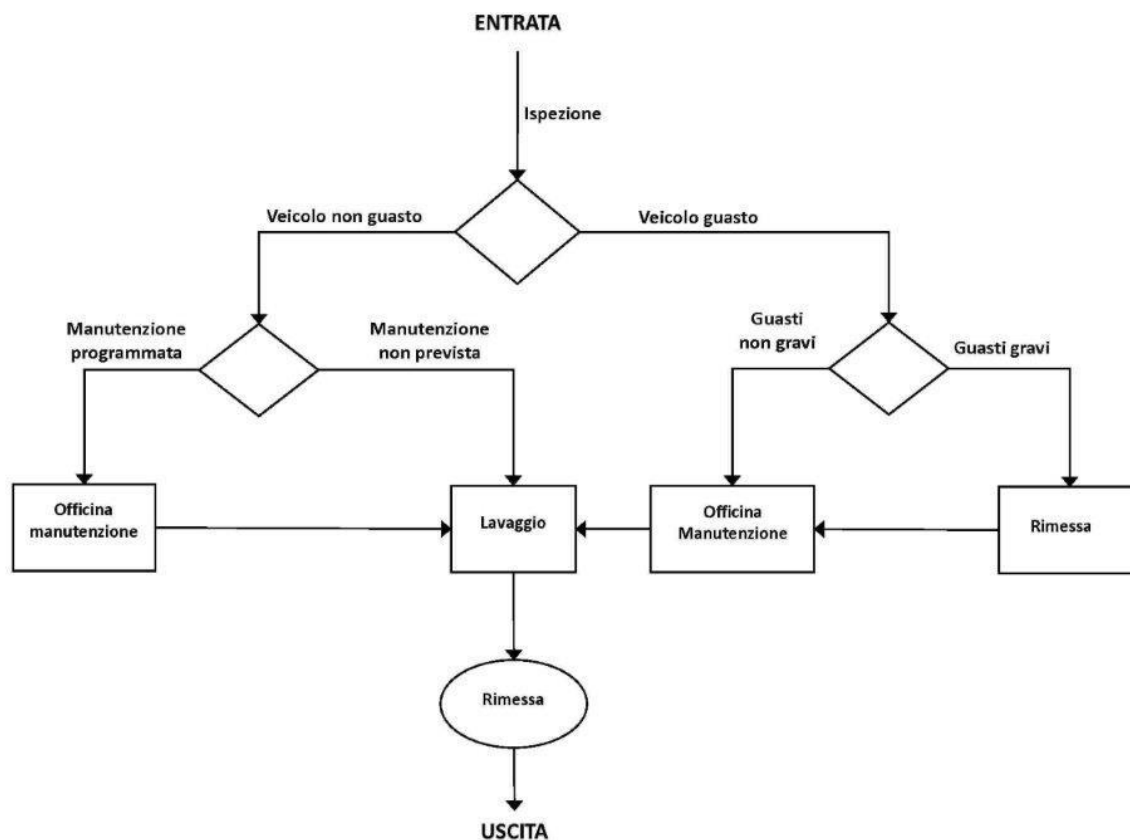 ENTRATA
Ispezione
Veicolo non guasto
Veicolo guasto
Manutenzione
programmata
Manutenzione
non prevista
Guasti
non gravi
Guasti gravi
Officina
manutenzione
Lavaggio
Officina
Manutenzione
Rimessa
Rimessa
USCITA